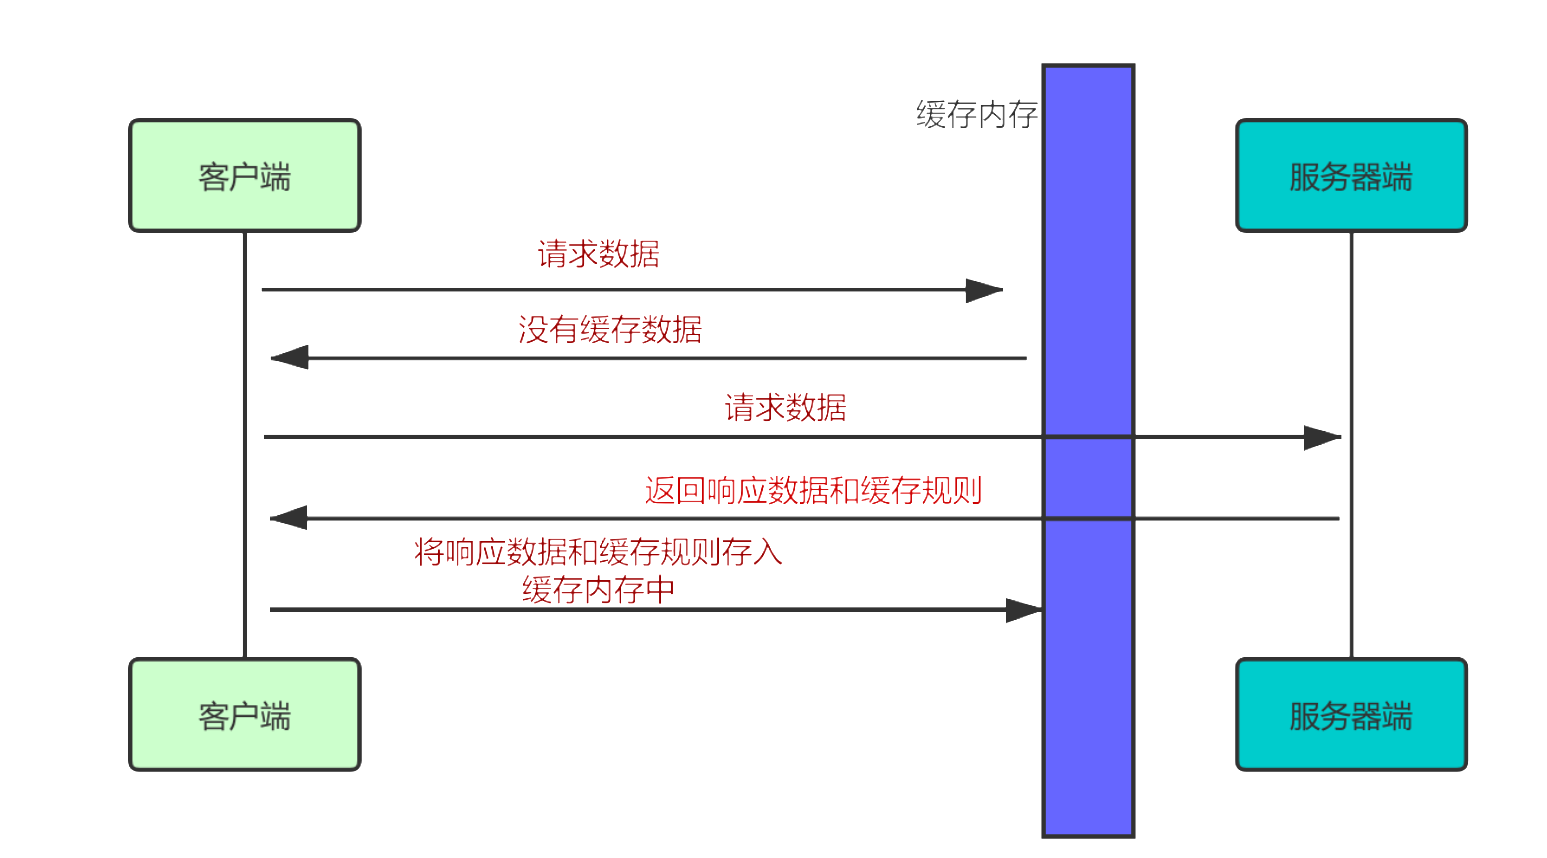 缓存内存
客户端
服务器端
请求数据
没有缓存数据
请求数据
返回响应数据和缓存规则
将响应数据和缓存规则存入
缓存内存中
客户端
服务器端